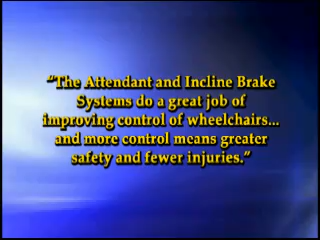 “The Attendant and Incline Brake
Systems do a great job of
improving control of wheelchairs...
and more control means greater
safety and fewer injuries.”